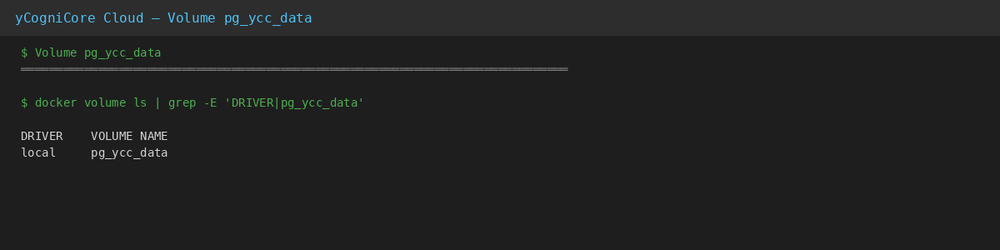 yCogniCore Cloud — Volume pg_ycc_data
$ Volume pg_ycc_data
══════════════════════════════════════════════════════════════════════════════
$ docker volume ls | grep -E 'DRIVER|pg_ycc_data'
DRIVER    VOLUME NAME
local     pg_ycc_data